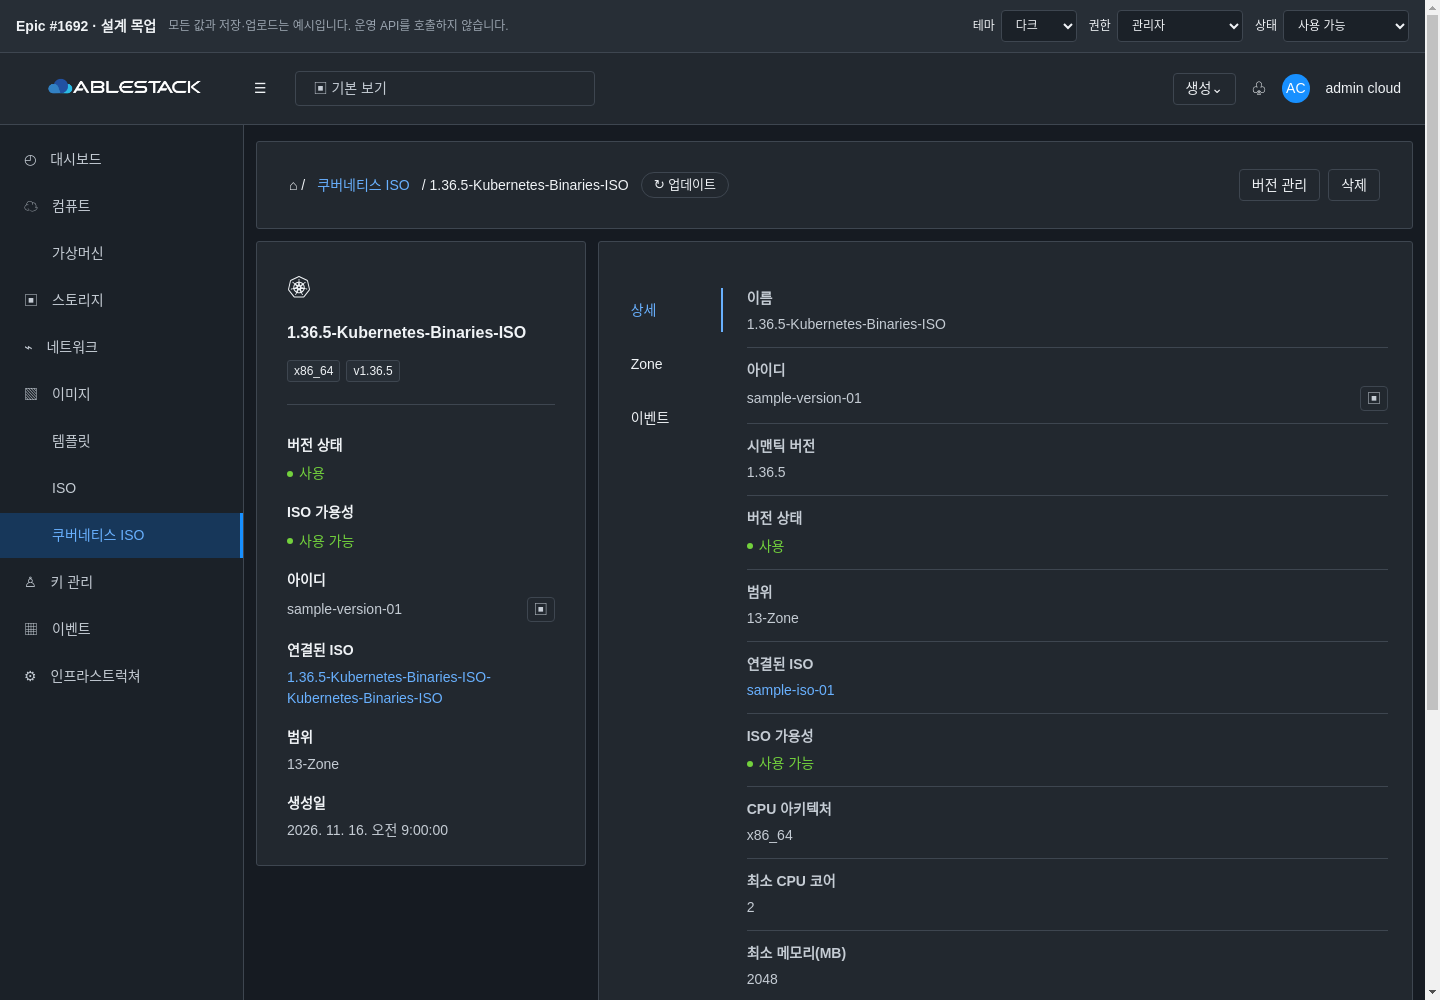 Epic #1692 · 설계 목업 모든 값과 저장·업로드는 예시입니다. 운영 API를 호출하지 않습니다. 테마 다크 권한 관리자 상태 사용 가능
ABLESTACK ☰ 기본 보기 생성 AC admin cloud
대시보드
컴퓨트
가상머신
스토리지
네트워크
이미지
템플릿
ISO
쿠버네티스 ISO
키 관리
이벤트
인프라스트럭쳐
/ 쿠버네티스 ISO / 1.36.5-Kubernetes-Binaries-ISO ↻ 업데이트 버전 관리 삭제
1.36.5-Kubernetes-Binaries-ISO
x86_64 v1.36.5
버전 상태
사용
ISO 가용성
사용 가능
아이디
sample-version-01
연결된 ISO
1.36.5-Kubernetes-Binaries-ISO-
Kubernetes-Binaries-ISO
범위
13-Zone
생성일
2026. 11. 16. 오전 9:00:00
상세
Zone
이벤트
이름
1.36.5-Kubernetes-Binaries-ISO
아이디
sample-version-01
시맨틱 버전
1.36.5
버전 상태
사용
범위
13-Zone
연결된 ISO
sample-iso-01
ISO 가용성
사용 가능
CPU 아키텍처
x86_64
최소 CPU 코어
2
최소 메모리(MB)
2048